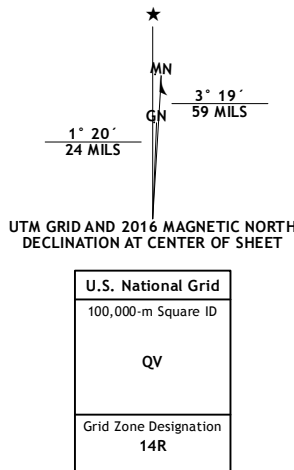 ★
MN
3° 19´
59 MILS
GN
1° 20´
24 MILS
UTM GRID AND 2016 MAGNETIC NORTH
DECLINATION AT CENTER OF SHEET
U.S. National Grid
100,000-m Square ID
QV
Grid Zone Designation
14R